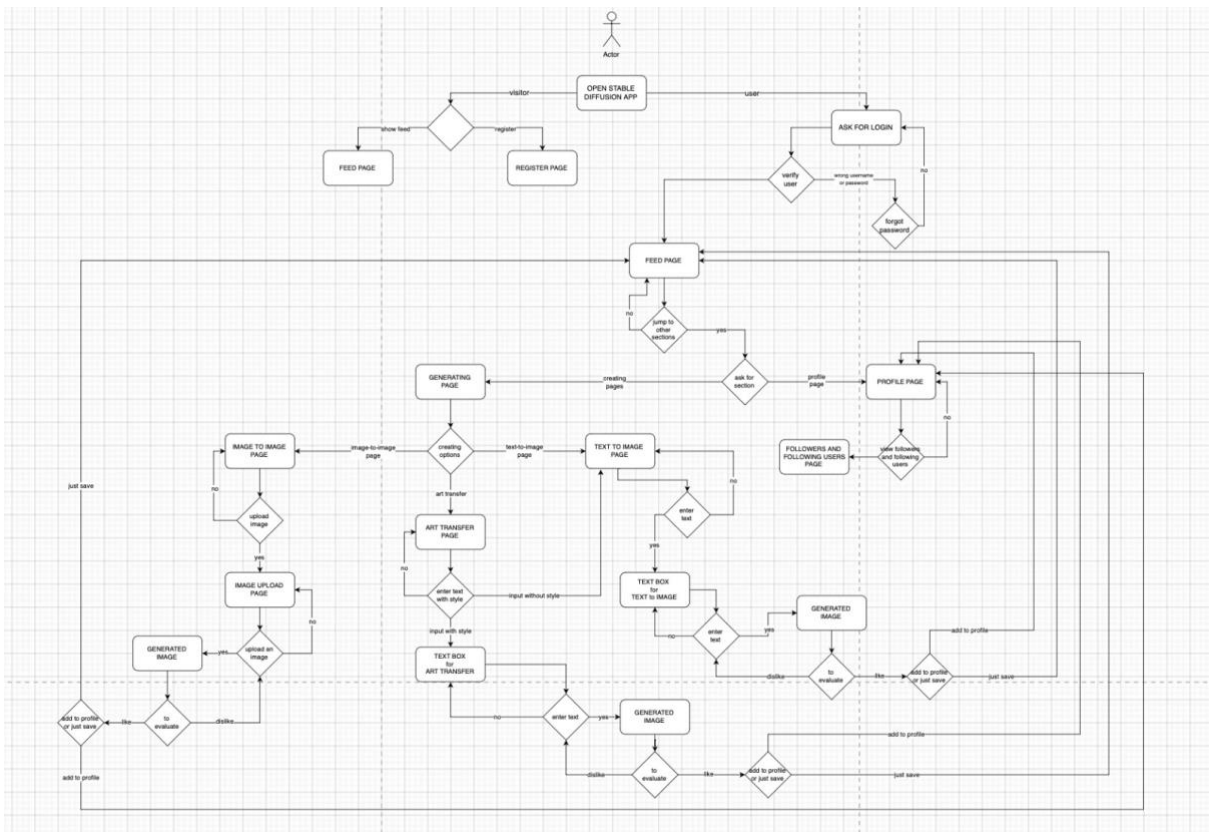 Actor
OPEN STABLE
DIFFUSION APP
visitor
user
ASK FOR LOGIN
show feed
register
FEED PAGE
REGISTER PAGE
verify
user
wrong username
or password
no
forgot
password
FEED PAGE
no
jump to
other
sections
yes
GENERATING
PAGE
creating
pages
ask for
section
profile
page
PROFILE PAGE
no
IMAGE TO IMAGE
PAGE
image-to-image
page
creating
options
text-to-image
page
TEXT TO IMAGE
PAGE
FOLLOWERS AND
FOLLOWING USERS
PAGE
view followers
and following
users
just save
no
art transfer
no
upload
image
enter
text
ART TRANSFER
PAGE
yes
yes
no
IMAGE UPLOAD
PAGE
enter text
with style
input without style
TEXT BOX
for
TEXT to IMAGE
GENERATED
IMAGE
no
input with style
no
enter
text
yes
add to profile
GENERATED
IMAGE
yes
upload an
image
TEXT BOX
for
ART TRANSFER
dislike
to
evaluate
like
add to profile
or just save
just save
add to profile
or just save
like
to
evaluate
dislike
no
enter text
yes
GENERATED
IMAGE
add to profile
add to profile
dislike
to
evaluate
like
add to profile
or just save
just save